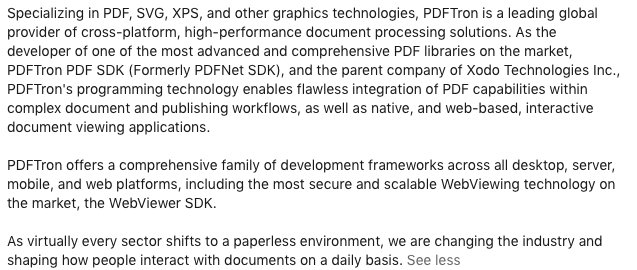 Specializing in PDF, SVG, XPS, and other graphics technologies, PDFTron is a leading global
provider of cross-platform, high-performance document processing solutions. As the
developer of one of the most advanced and comprehensive PDF libraries on the market,
PDFTron PDF SDK (Formerly PDFNet SDK), and the parent company of Xodo Technologies Inc.,
PDFTron's programming technology enables flawless integration of PDF capabilities within
complex document and publishing workflows, as well as native, and web-based, interactive
document viewing applications.
PDFTron offers a comprehensive family of development frameworks across all desktop, server,
mobile, and web platforms, including the most secure and scalable WebViewing technology on
the market, the WebViewer SDK.
As virtually every sector shifts to a paperless environment, we are changing the industry and
shaping how people interact with documents on a daily basis. See less